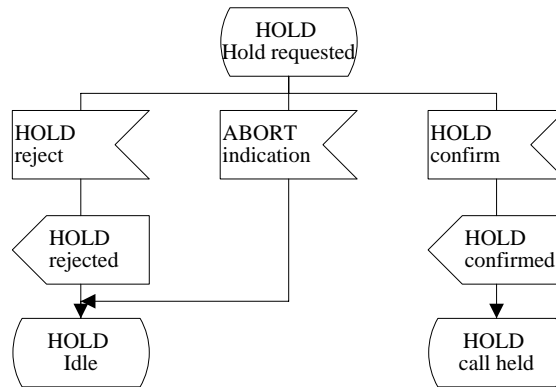 HOLD
Hold requested
HOLD
reject
ABORT
indication
HOLD
confirm
HOLD
rejected
HOLD
confirmed
HOLD
Idle
HOLD
call held